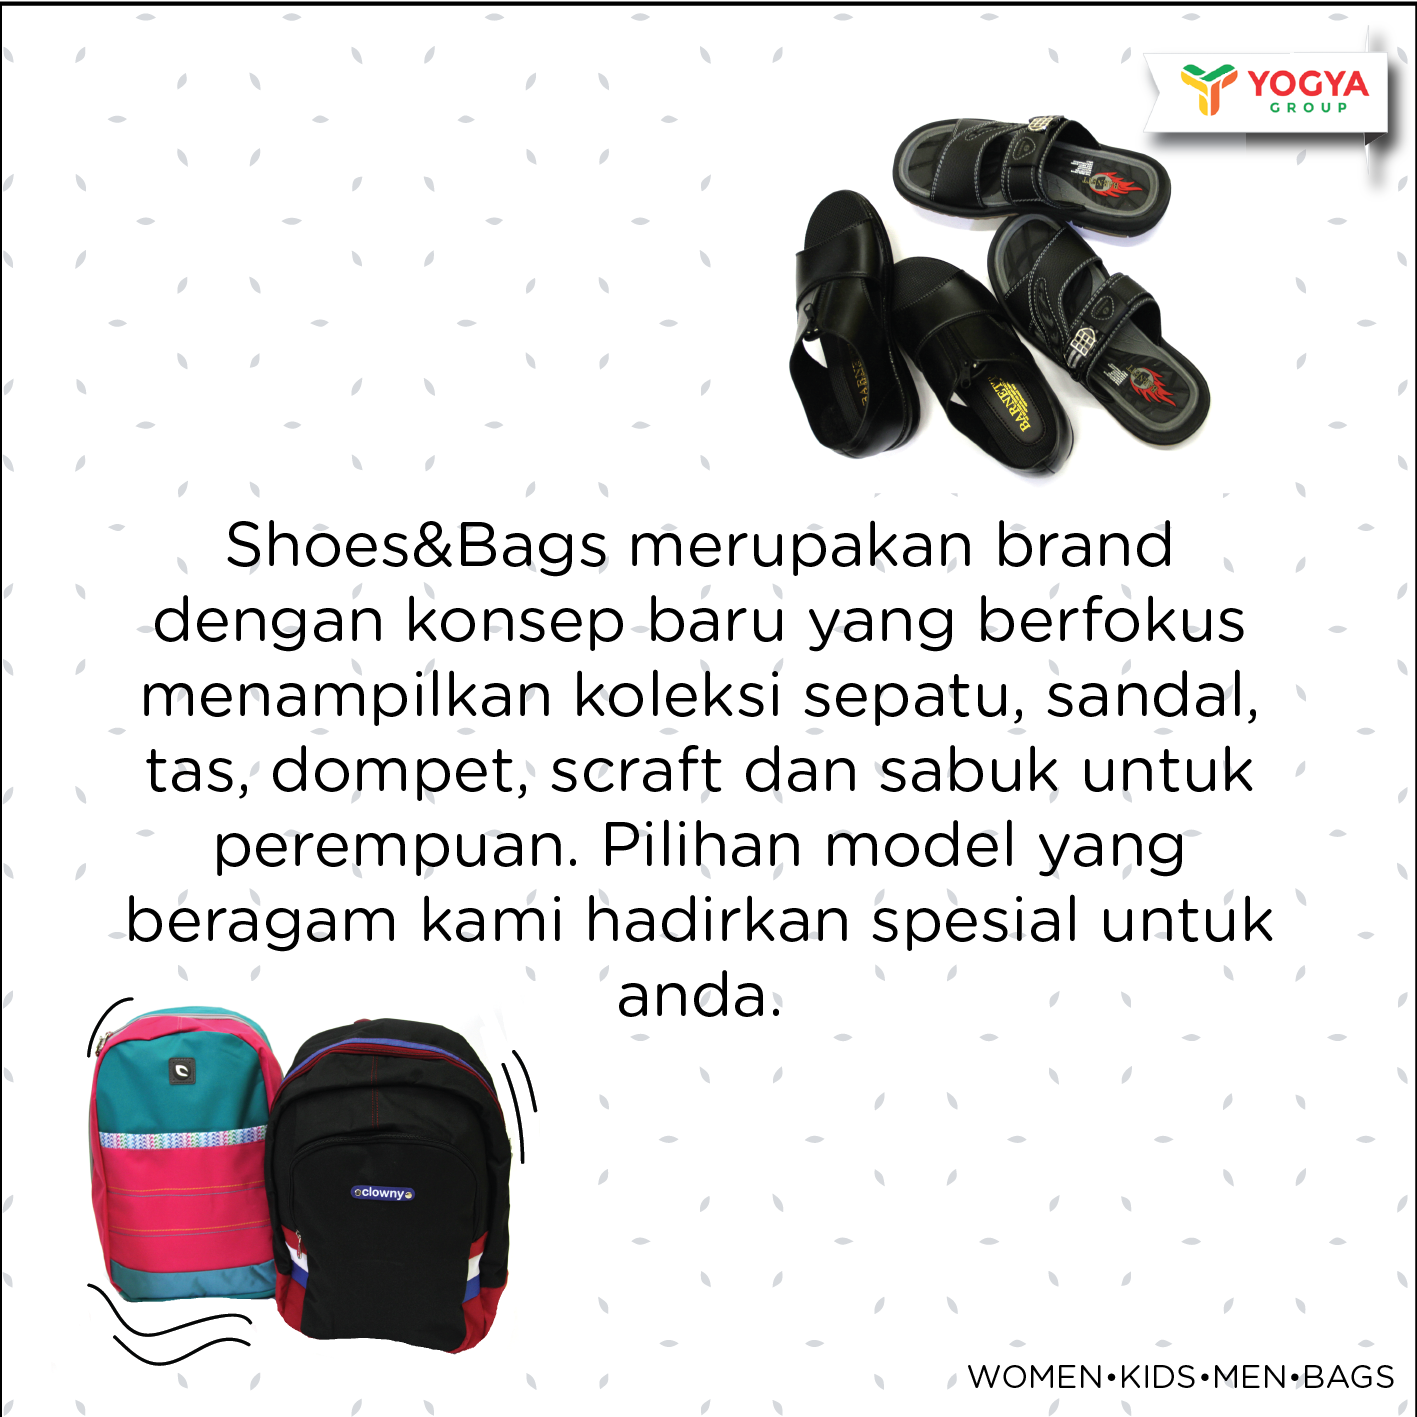 YOGYA
GROUP
BARNETT
Shoes&Bags merupakan brand
dengan konsep baru yang berfokus
menampilkan koleksi sepatu, sandal,
tas, dompet, scraft dan sabuk untuk
perempuan. Pilihan model yang
beragam kami hadirkan spesial untuk
anda.
clowny
WOMEN•KIDS•MEN•BAGS